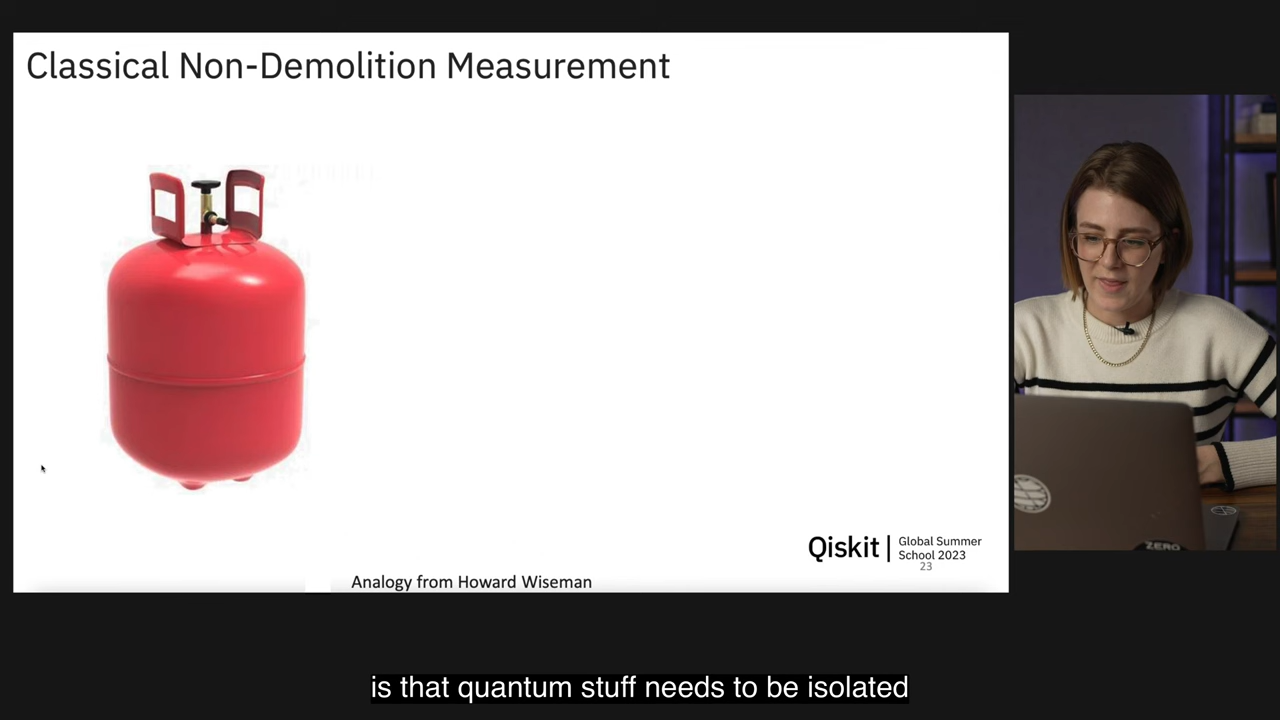 Classical Non-Demolition Measurement
Qiskit | Global Summer
School 2023
23
Analogy from Howard Wiseman
ZERO
is that quantum stuff needs to be isolated